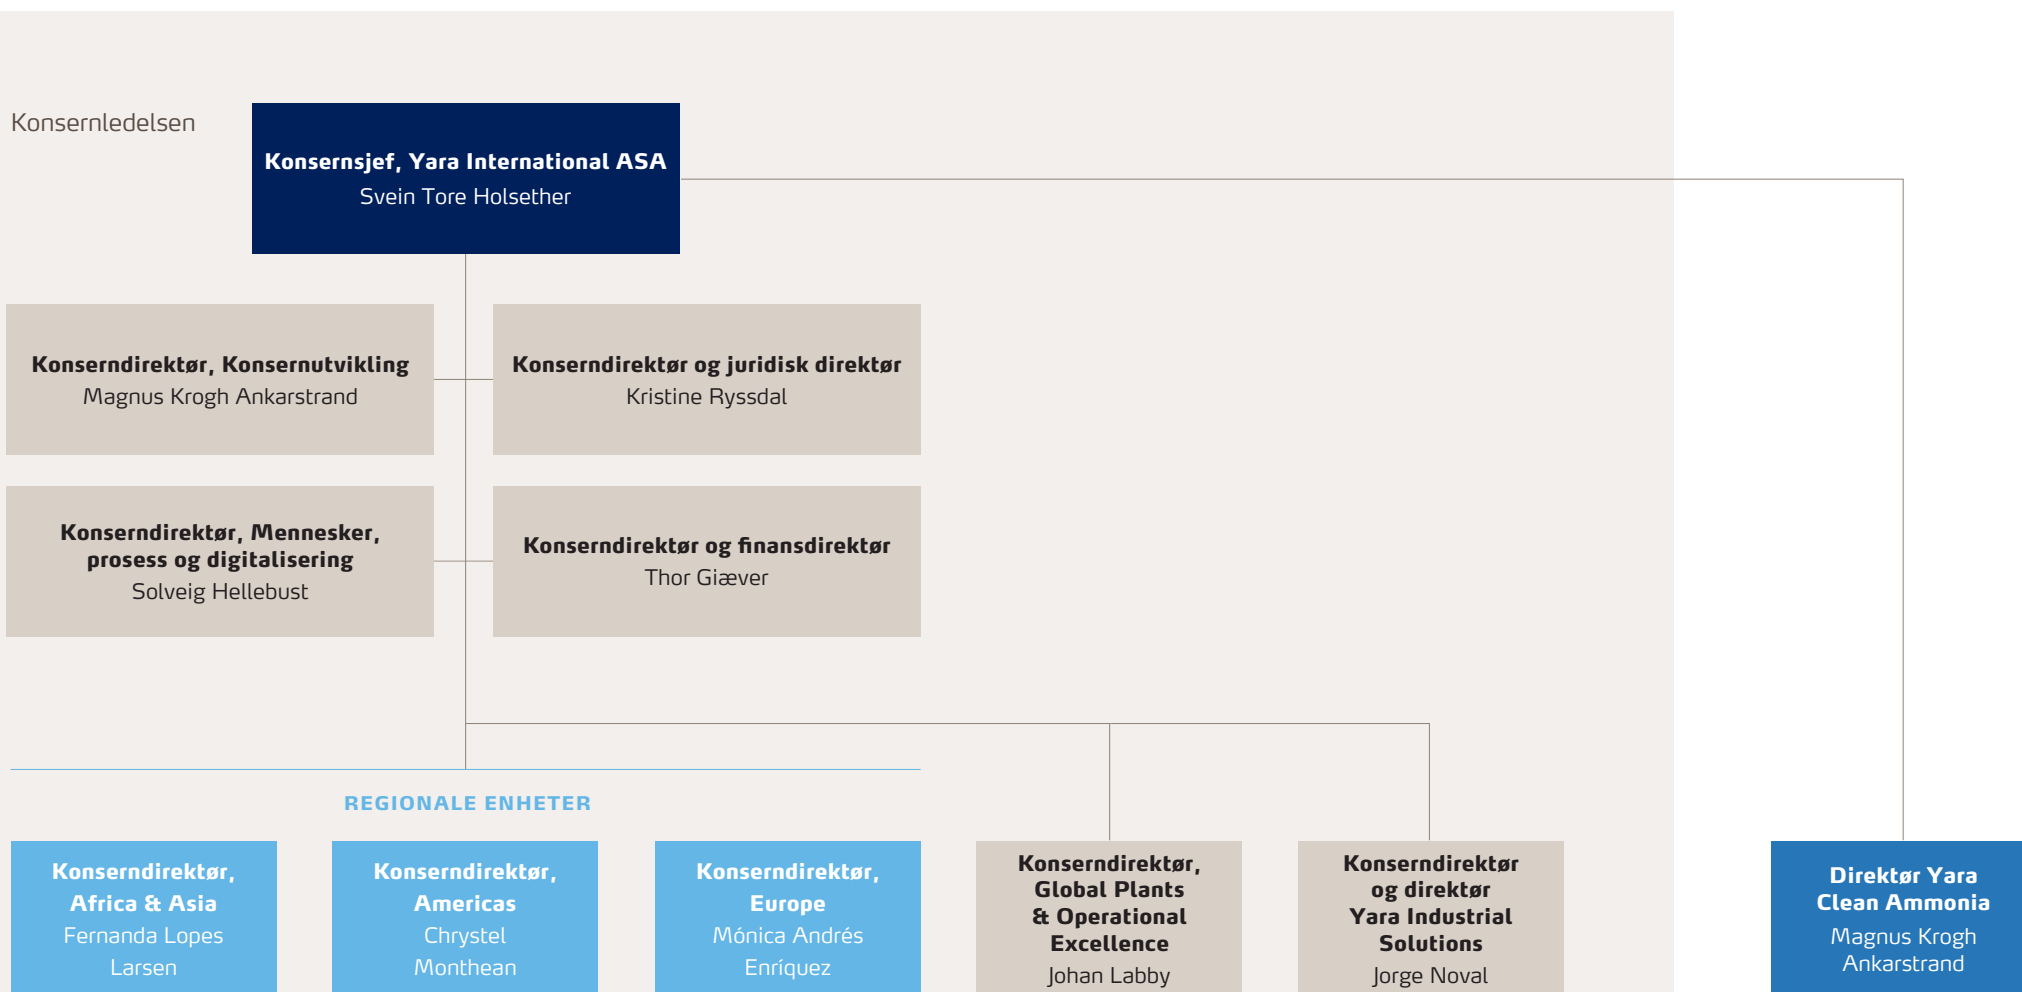 Konsernledelsen
Konsernsjef, Yara International ASA
Svein Tore Holsether
Konserndirektør, Konsernutvikling
Magnus Krogh Ankarstrand
Konserndirektør og juridisk direktør
Kristine Ryssdal
Konserndirektør, Mennesker,
prosess og digitalisering
Solveig Hellebust
Konserndirektør og finansdirektør
Thor Giæver
REGIONALE ENHETER
Konserndirektør,
Africa & Asia
Fernanda Lopes
Larsen
Konserndirektør,
Americas
Chrystel
Monthean
Konserndirektør,
Europe
Mónica Andrés
Enríquez
Konserndirektør,
Global Plants
& Operational
Excellence
Johan Labby
Konserndirektør
og direktør
Yara Industrial
Solutions
Jorge Noval
Direktør Yara
Clean Ammonia
Magnus Krogh
Ankarstrand